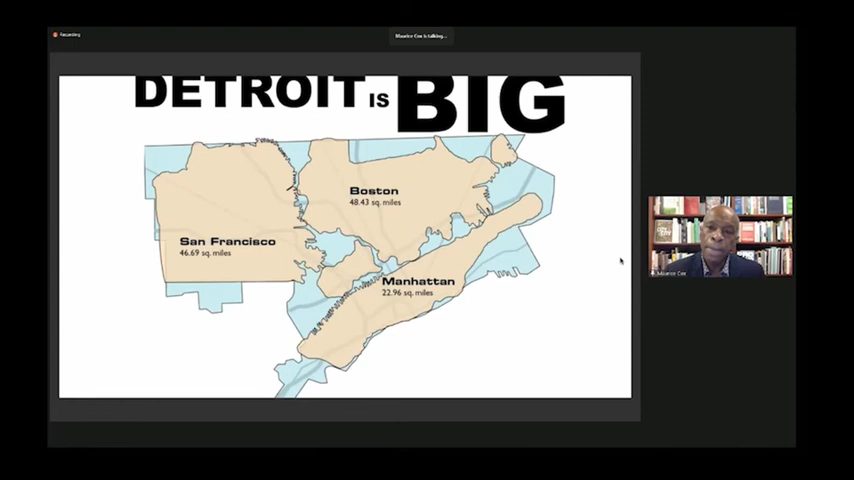 Recording
Maurice Cox is talking...
DETROIT IS BIG
Boston
48.43 sq. miles
San Francisco
46.69 sq. miles
Manhattan
22.96 sq. miles
Maurice Cox